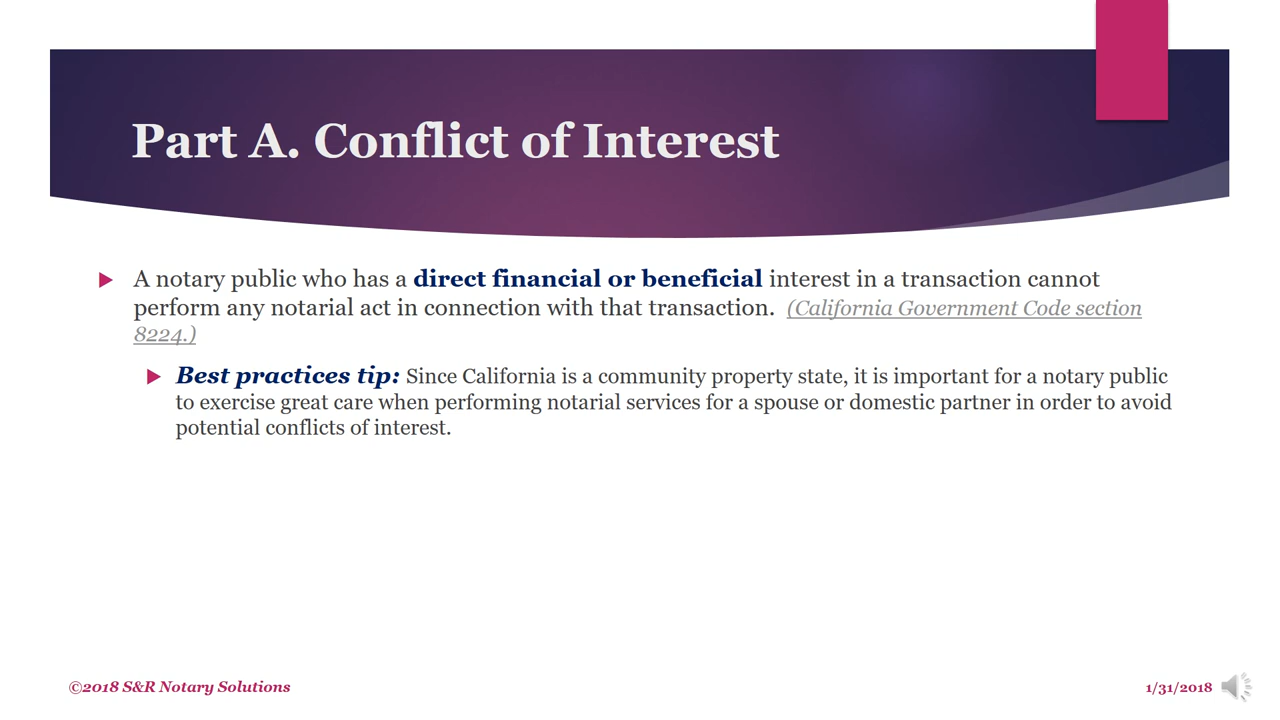 Part A. Conflict of Interest
A notary public who has a direct financial or beneficial interest in a transaction cannot
perform any notarial act in connection with that transaction. (California Government Code section
8224.)
Best practices tip: Since California is a community property state, it is important for a notary public
to exercise great care when performing notarial services for a spouse or domestic partner in order to avoid
potential conflicts of interest.
©2018 S&R Notary Solutions
1/31/2018